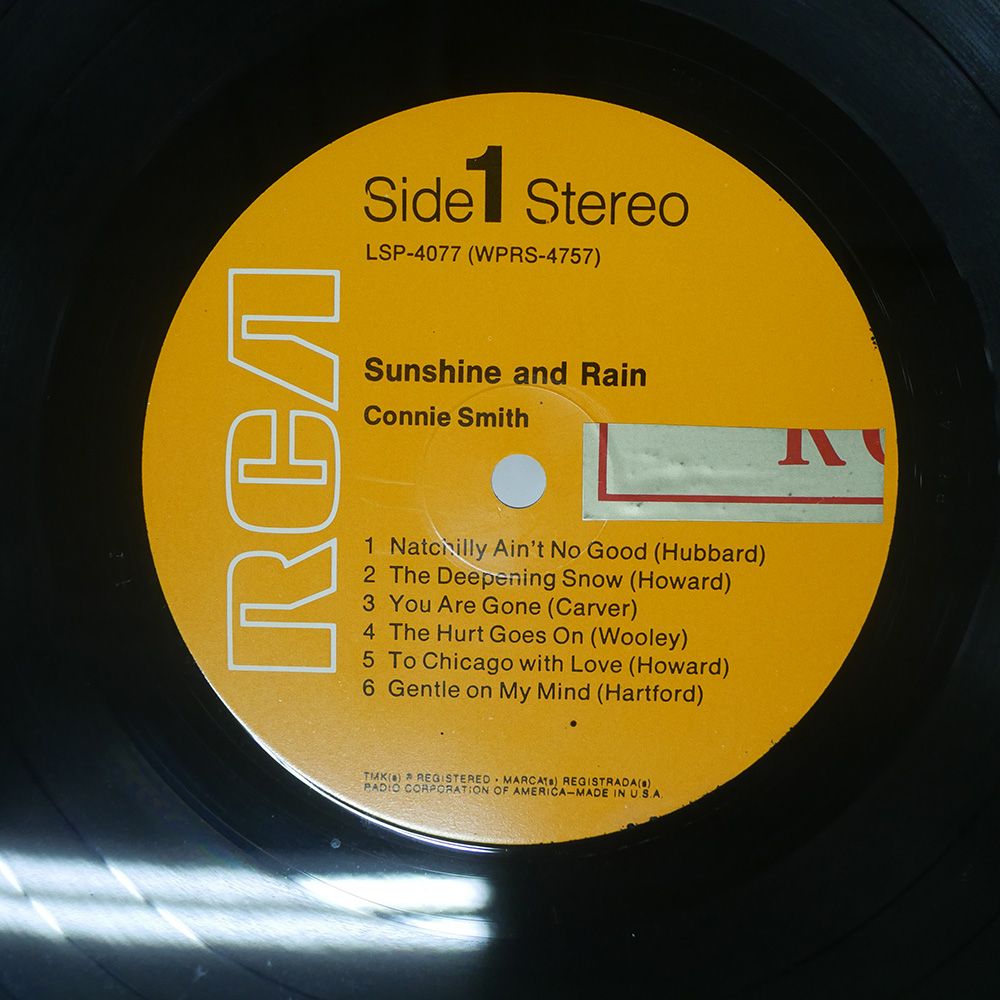 Side 1 Stereo
LSP-4077 (WPRS-4757)
RCA
Sunshine and Rain
Connie Smith
1 Natchilly Ain't No Good (Hubbard)
2 The Deepening Snow (Howard)
3 You Are Gone (Carver)
4 The Hurt Goes On (Wooley)
5 To Chicago with Love (Howard)
6 Gentle on My Mind (Hartford)
TMK(s) ® REGISTERED • MARCA(s) REGISTRADA(s)
RADIO CORPORATION OF AMERICA—MADE IN U.S.A.